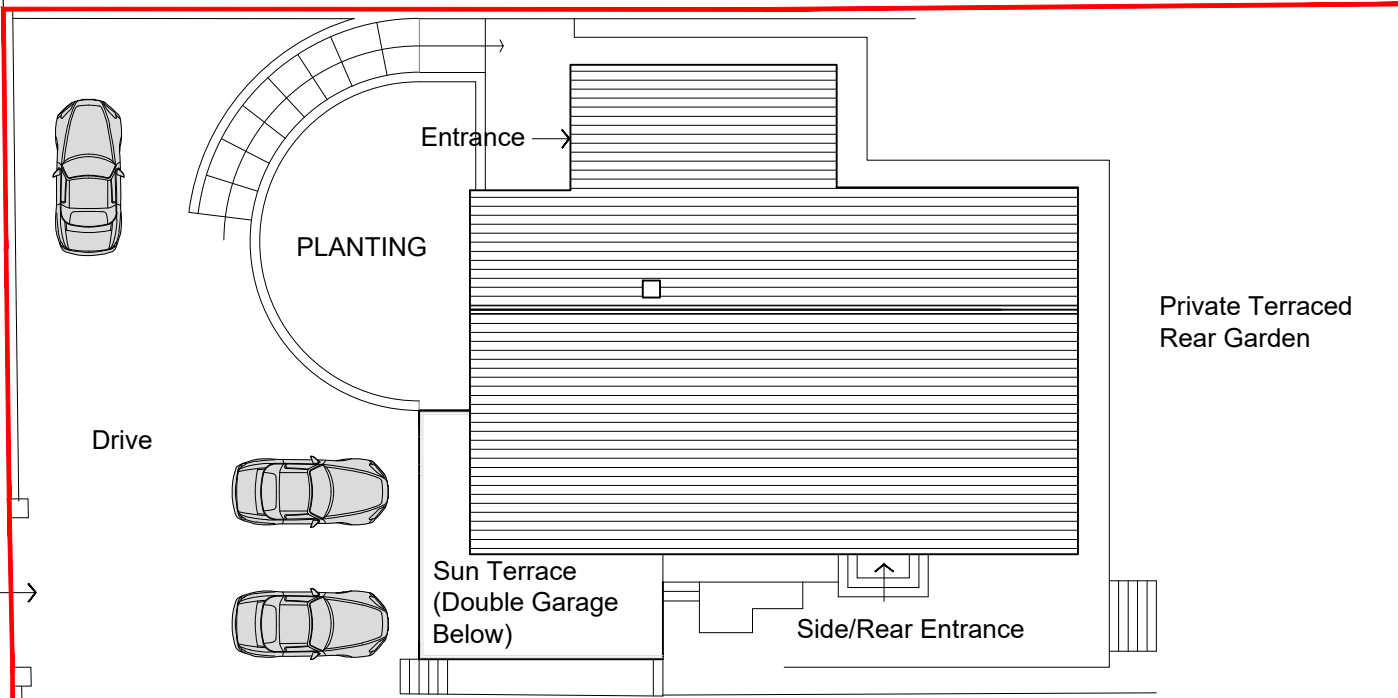 Entrance
PLANTING
Private Terraced
Rear Garden
Drive
Sun Terrace
(Double Garage
Below)
Side/Rear Entrance